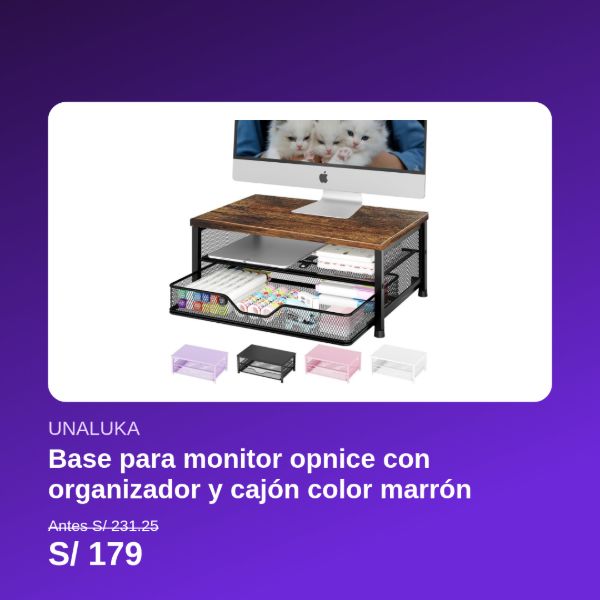 UNALUKA
Base para monitor opnice con
organizador y cajón color marrón
Antes S/ 231.25
S/ 179